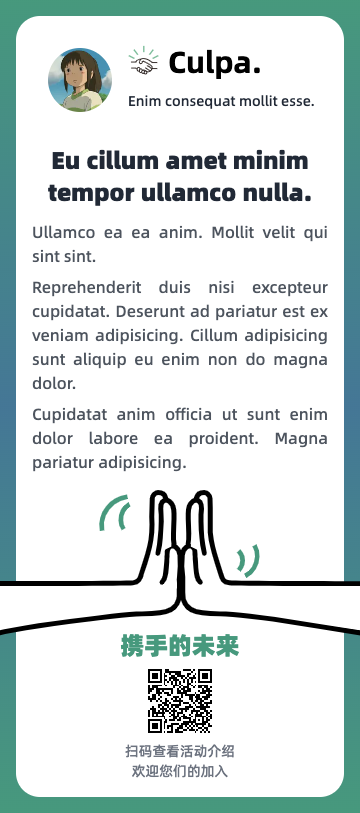 Culpa.
Enim consequat mollit esse.
Eu cillum amet minim
tempor ullamco nulla.
Ullamco ea ea anim. Mollit velit qui
sint sint.
Reprehenderit duis nisi excepteur
cupidatat. Deserunt ad pariatur est ex
veniam adipisicing. Cillum adipisicing
sunt aliquip eu enim non do magna
dolor.
Cupidatat anim officia ut sunt enim
dolor labore ea proident. Magna
pariatur adipisicing.
携手的未来
扫码查看活动介绍
欢迎您们的加入